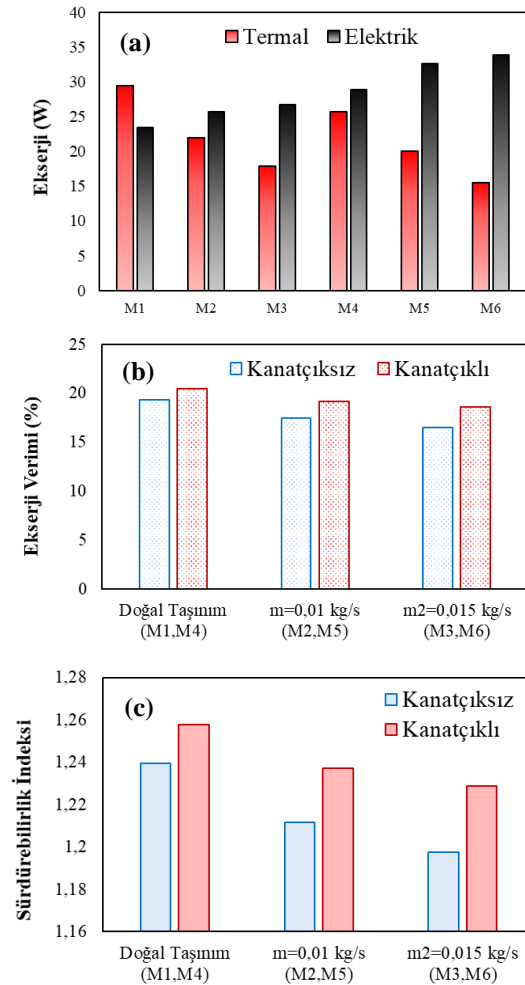 (a)
Termal
Elektrik
Ekserji (W)
40
35
30
25
20
15
10
5
0
M1
M2
M3
M4
M5
M6
(b)
Kanatçıksız
Kanatçıklı
Ekserji Verimi (%)
25
20
15
10
5
0
Doğal Taşınım
(M1,M4)
m=0,01 kg/s
(M2,M5)
m2=0,015 kg/s
(M3,M6)
(c)
Kanatçıksız
Kanatçıklı
Sürdürebilirlik İndeksi
1,28
1,26
1,24
1,22
1,2
1,18
1,16
Doğal Taşınım
(M1,M4)
m=0,01 kg/s
(M2,M5)
m2=0,015 kg/s
(M3,M6)